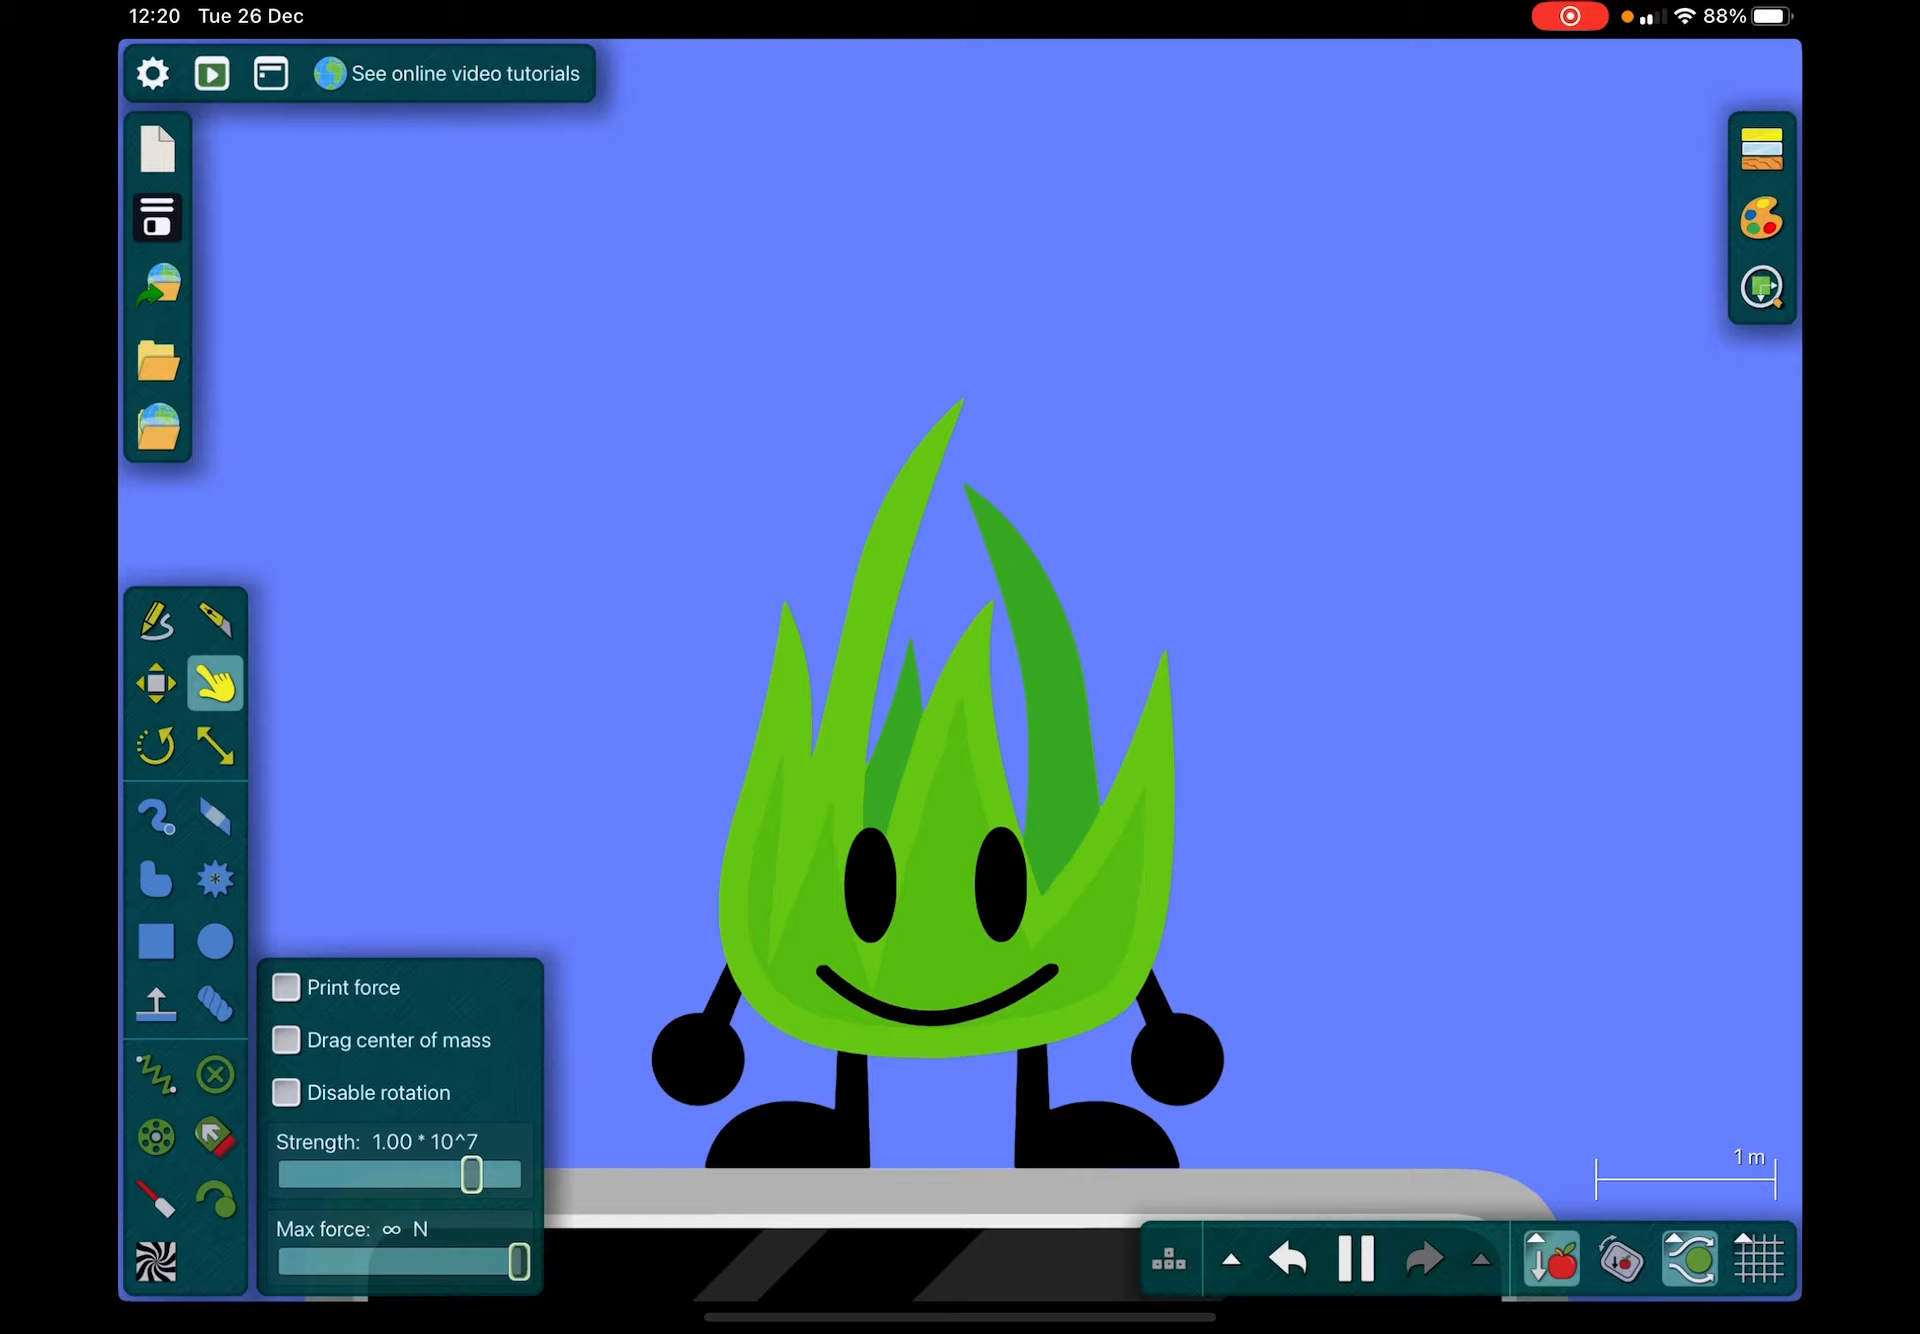 12:20 Tue 26 Dec
88%
See online video tutorials
Print force
Drag center of mass
Disable rotation
Strength: 1.00 * 10^7
Max force: ∞ N
1 m